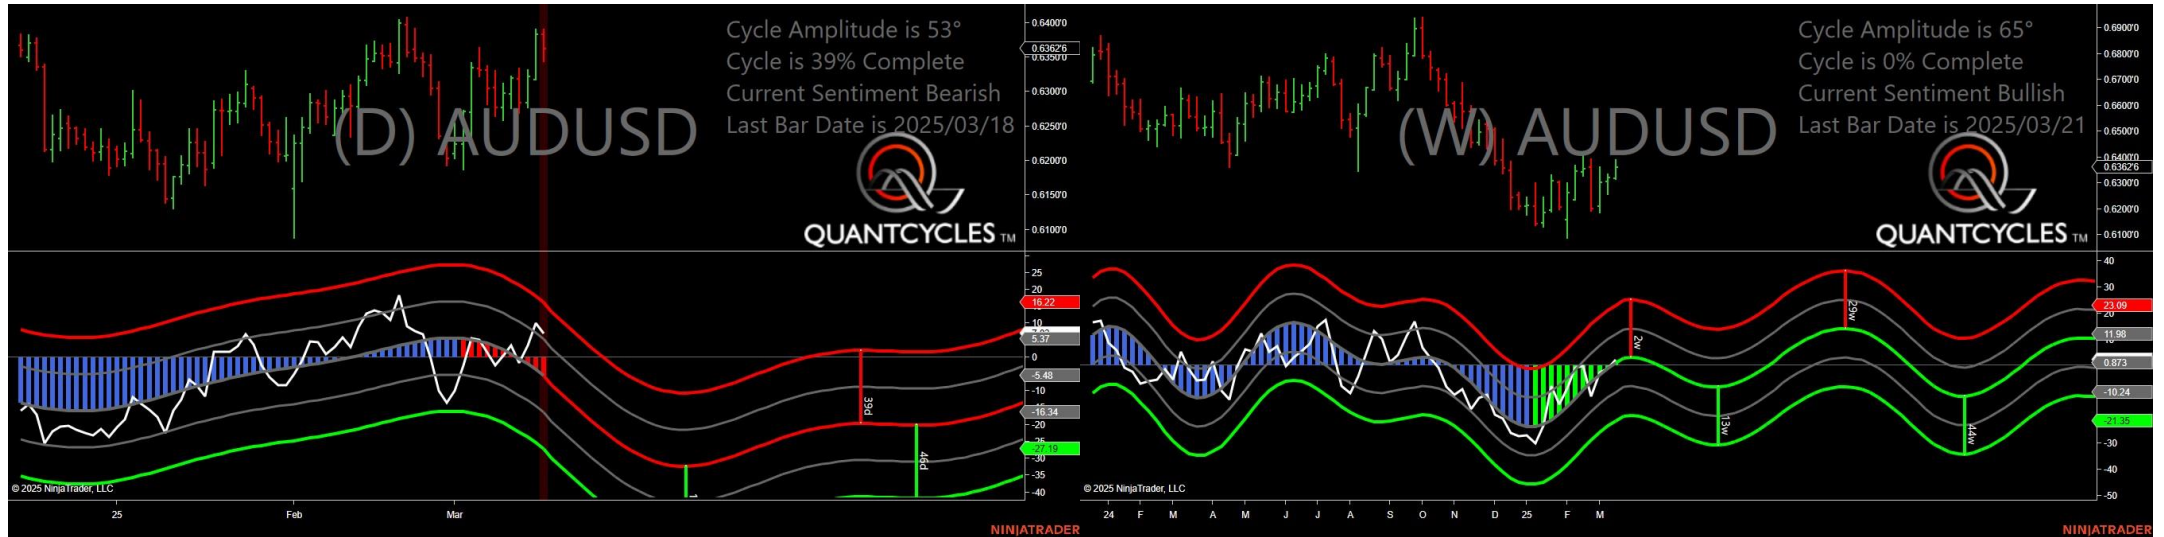 Cycle Amplitude is 53°
Cycle is 39% Complete
Current Sentiment Bearish
Last Bar Date is 2025/03/18
(D) AUDUSD
QUANTCYCLES TM
0.6400'0
0.6362'6
0.6350'0
0.6300'0
0.6250'0
0.6200'0
0.6150'0
0.6100'0
25
20
16.22
10
5.37
0
-5.48
-10
-16.34
-20
-27.19
-30
-35
-40
39d
46d
© 2025 NinjaTrader, LLC
25
Feb
Mar
NINJATRADER
Cycle Amplitude is 65°
Cycle is 0% Complete
Current Sentiment Bullish
Last Bar Date is 2025/03/21
(W) AUDUSD
QUANTCYCLES TM
0.6900'0
0.6800'0
0.6700'0
0.6600'0
0.6500'0
0.6400'0
0.6362'6
0.6300'0
0.6200'0
0.6100'0
40
30
23.09
20
11.98
10
0.873
-10.24
-21.35
-30
-40
-50
2w
13w
29w
44w
© 2025 NinjaTrader, LLC
24 F M A M J J A S O N D 25 F M
NINJATRADER